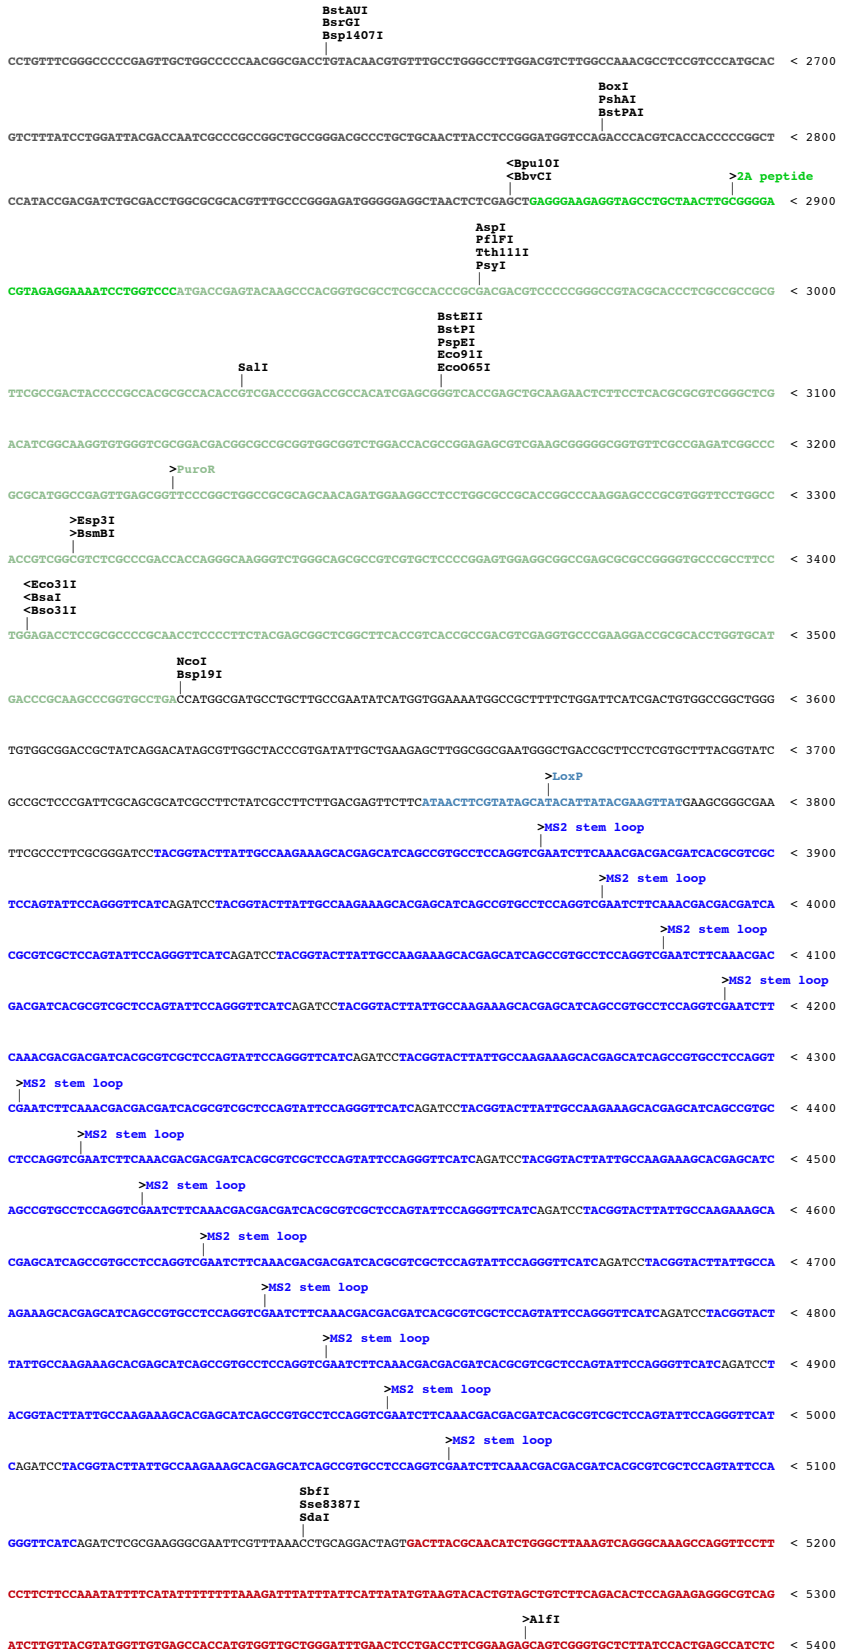 BstAUI
BsrGI
Bsp1407I
CCTGTTTCGGGCCCCCGAGTTGCTGGCCCCCAACGGCGACCTGTACAACGTGTTTGCCTGGGCCTTGGACGTCTTGGCCAAACGCCTCCGTCCCATGCAC < 2700
BoxI
PshAI
BstPAI
GTCTTTATCCTGGATTACGACCAATCGCCCGCCGGCTGCCGGGACGCCCTGCTGCAACTTACCTCCGGGATGGTCCAGACCCACGTCACCACCCCCGGCT < 2800
<Bpu10I
<BbvCI >2A peptide
CCATACCGACGATCTGCGACCTGGCGCGCACGTTTGCCCGGGAGATGGGGGAGGCTAACTCTCGAGCTGAGGGAAGAGGTAGCCTGCTAACTTGCGGGGA < 2900
AspI
PflFI
Tth111I
PsyI
CGTAGAGGAAAATCCTGGTCCCATGACCGAGTACAAGCCCACGGTGCGCCTCGCCACCCGCGACGACGTCCCCCGGGCCGTACGCACCCTCGCCGCCGCG < 3000
BstEII
BstPI
PspEI
Eco91I
SalI EcoO65I
TTCGCCGACTACCCCGCCACGCGCCACACCGTCGACCCGGACCGCCACATCGAGCGGGTCACCGAGCTGCAAGAACTCTTCCTCACGCGCGTCGGGCTCG < 3100
ACATCGGCAAGGTGTGGGTCGCGGACGACGGCGCCGCGGTGGCGGTCTGGACCACGCCGGAGAGCGTCGAAGCGGGGGCGGTGTTCGCCGAGATCGGCCC < 3200
>PuroR
GCGCATGGCCGAGTTGAGCGGTTCCCGGCTGGCCGCGCAGCAACAGATGGAAGGCCTCCTGGCGCCGCACCGGCCCAAGGAGCCCGCGTGGTTCCTGGCC < 3300
>Esp3I
>BsmBI
ACCGTCGGCGTCTCGCCCGACCACCAGGGCAAGGGTCTGGGCAGCGCCGTCGTGCTCCCCGGAGTGGAGGCGGCCGAGCGCGCCGGGGTGCCCGCCTTCC < 3400
<Eco31I
<BsaI
<Bso31I
TGGAGACCTCCGCGCCCCGCAACCTCCCCTTCTACGAGCGGCTCGGCTTCACCGTCACCGCCGACGTCGAGGTGCCCGAAGGACCGCGCACCTGGTGCAT < 3500
NcoI
Bsp19I
GACCCGCAAGCCCGGTGCCTGACCATGGCGATGCCTGCTTGCCGAATATCATGGTGGAAAATGGCCGCTTTTCTGGATTCATCGACTGTGGCCGGCTGGG < 3600
TGTGGCGGACCGCTATCAGGACATAGCGTTGGCTACCCGTGATATTGCTGAAGAGCTTGGCGGCGAATGGGCTGACCGCTTCCTCGTGCTTTACGGTATC < 3700
>LoxP
GCCGCTCCCGATTCGCAGCGCATCGCCTTCTATCGCCTTCTTGACGAGTTCTTCATAACTTCGTATAGCATACATTATACGAAGTTATGAAGCGGGCGAA < 3800
>MS2 stem loop
TTCGCCCTTCGCGGGATCCTACGGTACTTATTGCCAAGAAAGCACGAGCATCAGCCGTGCCTCCAGGTCGAATCTTCAAACGACGACGATCACGCGTCGC < 3900
>MS2 stem loop
TCCAGTATTCCAGGGTTCATCAGATCCTACGGTACTTATTGCCAAGAAAGCACGAGCATCAGCCGTGCCTCCAGGTCGAATCTTCAAACGACGACGATCA < 4000
>MS2 stem loop
CGCGTCGCTCCAGTATTCCAGGGTTCATCAGATCCTACGGTACTTATTGCCAAGAAAGCACGAGCATCAGCCGTGCCTCCAGGTCGAATCTTCAAACGAC < 4100
>MS2 stem loop
GACGATCACGCGTCGCTCCAGTATTCCAGGGTTCATCAGATCCTACGGTACTTATTGCCAAGAAAGCACGAGCATCAGCCGTGCCTCCAGGTCGAATCTT < 4200
CAAACGACGACGATCACGCGTCGCTCCAGTATTCCAGGGTTCATCAGATCCTACGGTACTTATTGCCAAGAAAGCACGAGCATCAGCCGTGCCTCCAGGT < 4300
>MS2 stem loop
CGAATCTTCAAACGACGACGATCACGCGTCGCTCCAGTATTCCAGGGTTCATCAGATCCTACGGTACTTATTGCCAAGAAAGCACGAGCATCAGCCGTGC < 4400
>MS2 stem loop
CTCCAGGTCGAATCTTCAAACGACGACGATCACGCGTCGCTCCAGTATTCCAGGGTTCATCAGATCCTACGGTACTTATTGCCAAGAAAGCACGAGCATC < 4500
>MS2 stem loop
AGCCGTGCCTCCAGGTCGAATCTTCAAACGACGACGATCACGCGTCGCTCCAGTATTCCAGGGTTCATCAGATCCTACGGTACTTATTGCCAAGAAAGCA < 4600
>MS2 stem loop
CGAGCATCAGCCGTGCCTCCAGGTCGAATCTTCAAACGACGACGATCACGCGTCGCTCCAGTATTCCAGGGTTCATCAGATCCTACGGTACTTATTGCCA < 4700
>MS2 stem loop
AGAAAGCACGAGCATCAGCCGTGCCTCCAGGTCGAATCTTCAAACGACGACGATCACGCGTCGCTCCAGTATTCCAGGGTTCATCAGATCCTACGGTACT < 4800
>MS2 stem loop
TATTGCCAAGAAAGCACGAGCATCAGCCGTGCCTCCAGGTCGAATCTTCAAACGACGACGATCACGCGTCGCTCCAGTATTCCAGGGTTCATCAGATCCT < 4900
>MS2 stem loop
ACGGTACTTATTGCCAAGAAAGCACGAGCATCAGCCGTGCCTCCAGGTCGAATCTTCAAACGACGACGATCACGCGTCGCTCCAGTATTCCAGGGTTCAT < 5000
>MS2 stem loop
CAGATCCTACGGTACTTATTGCCAAGAAAGCACGAGCATCAGCCGTGCCTCCAGGTCGAATCTTCAAACGACGACGATCACGCGTCGCTCCAGTATTCCA < 5100
SbfI
Sse8387I
SdaI
GGGTTCATCAGATCTCGCGAAGGGCGAATTCGTTTAAACCTGCAGGACTAGTGACTTACGCAACATCTGGGCTTAAAGTCAGGGCAAAGCCAGGTTCCTT < 5200
CCTTCTTCCAAATATTTTCATATTTTTTTTAAAGATTTATTTATTCATTATATGTAAGTACACTGTAGCTGTCTTCAGACACTCCAGAAGAGGGCGTCAG < 5300
>AlfI
ATCTTGTTACGTATGGTTGTGAGCCACCATGTGGTTGCTGGGATTTGAACTCCTGACCTTCGGAAGAGCAGTCGGGTGCTCTTATCCACTGAGCCATCTC < 5400